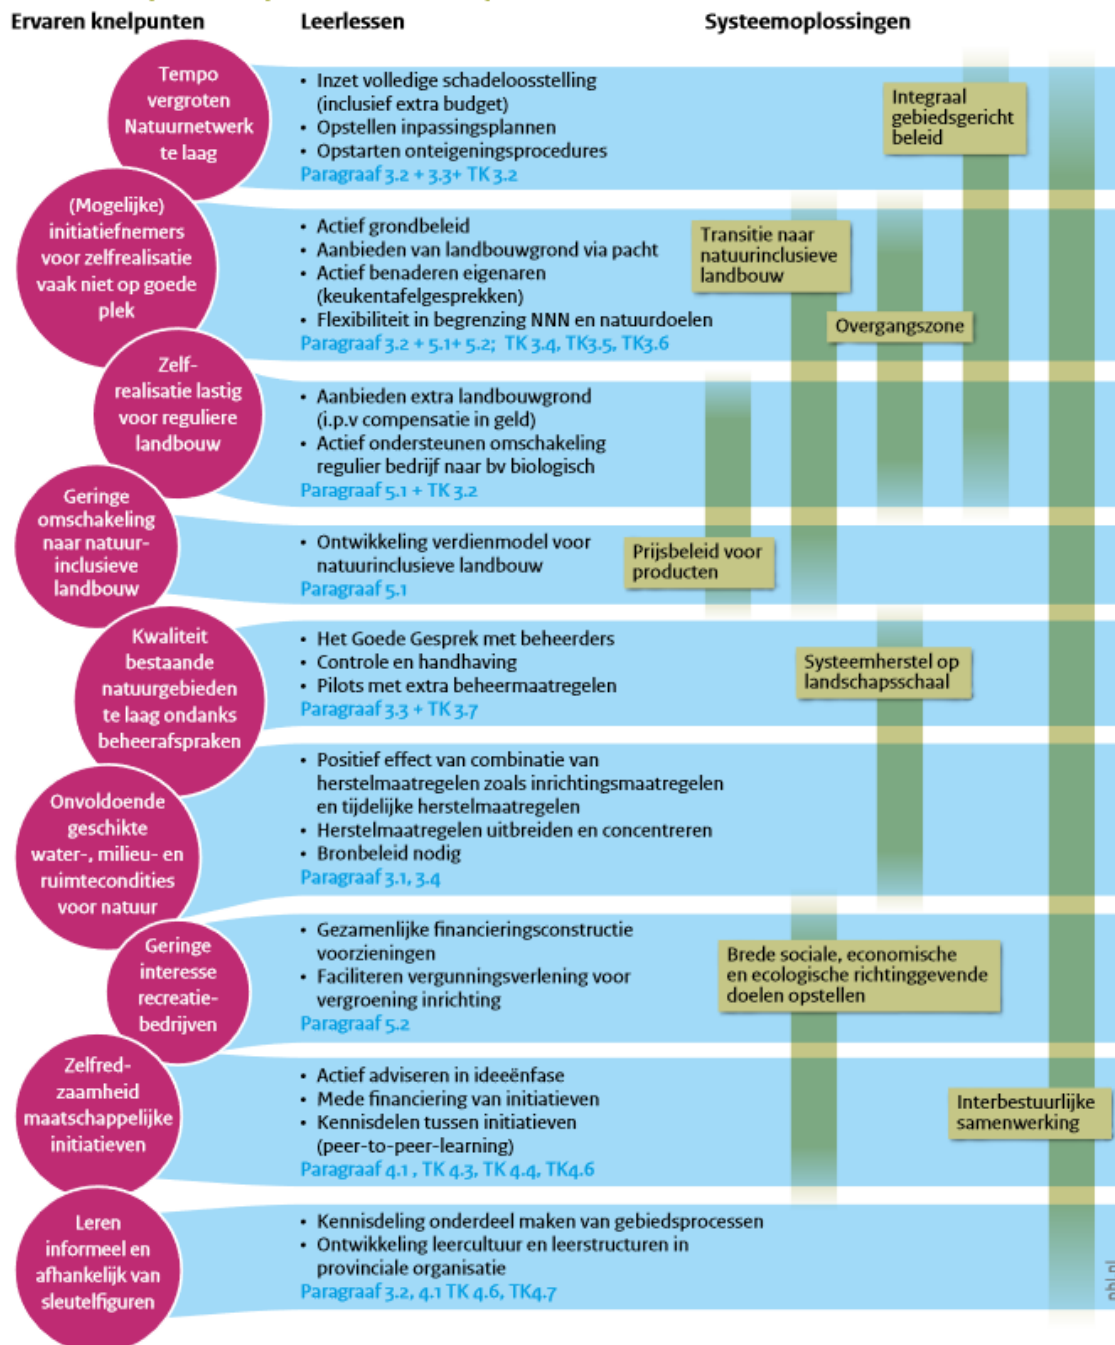 Ervaren knelpunten
Leerlessen
Systeemoplossingen
Tempo
vergroten
Natuurnetwerk
te laag
• Inzet volledige schadeloosstelling
(inclusief extra budget)
• Opstellen inpassingsplannen
• Opstarten onteigeningsprocedures
Paragraaf 3.2 + 3.3+ TK 3.2
Integraal
gebiedsgericht
beleid
(Mogelijke)
initiatiefnemers
voor zelfrealisatie
vaak niet op goede
plek
• Actief grondbeleid
• Aanbieden van landbouwgrond via pacht
• Actief benaderen eigenaren
(keukentafelgesprekken)
• Flexibiliteit in begrenzing NNN en natuurdoelen
Paragraaf 3.2 + 5.1+ 5.2; TK 3.4, TK3.5, TK3.6
Transitie naar
natuurinclusieve
landbouw
Overgangszone
Zelf-
realisatie lastig
voor reguliere
landbouw
• Aanbieden extra landbouwgrond
(i.p.v compensatie in geld)
• Actief ondersteunen omschakeling
regulier bedrijf naar bv biologisch
Paragraaf 5.1 + TK 3.2
Geringe
omschakeling
naar natuur-
inclusieve
landbouw
• Ontwikkeling verdienmodel voor
natuurinclusieve landbouw
Paragraaf 5.1
Prijsbeleid voor
producten
Kwaliteit
bestaande
natuurgebieden
te laag ondanks
beheerafspraken
• Het Goede Gesprek met beheerders
• Controle en handhaving
• Pilots met extra beheermaatregelen
Paragraaf 3.3 + TK 3.7
Systeemherstel op
landschapsschaal
Onvoldoende
geschikte
water-, milieu- en
ruimtecondities
voor natuur
• Positief effect van combinatie van
herstelmaatregelen zoals inrichtingsmaatregelen
en tijdelijke herstelmaatregelen
• Herstelmaatregelen uitbreiden en concentreren
• Bronbeleid nodig
Paragraaf 3.1, 3.4
Geringe
interesse
recreatie-
bedrijven
• Gezamenlijke financieringsconstructie
voorzieningen
• Faciliteren vergunningsverlening voor
vergroening inrichting
Paragraaf 5.2
Brede sociale, economische
en ecologische richtinggevende
doelen opstellen
Zelfred-
zaamheid
maatschappelijke
initiatieven
• Actief adviseren in ideeënfase
• Mede financiering van initiatieven
• Kennisdelen tussen initiatieven
(peer-to-peer-learning)
Paragraaf 4.1 , TK 4.3, TK 4.4, TK4.6
Interbestuurlijke
samenwerking
Leren
informeel en
afhankelijk van
sleutelfiguren
• Kennisdeling onderdeel maken van gebiedsprocessen
• Ontwikkeling leercultuur en leerstructuren in
provinciale organisatie
Paragraaf 3.2, 4.1 TK 4.6, TK4.7
pbl.nl